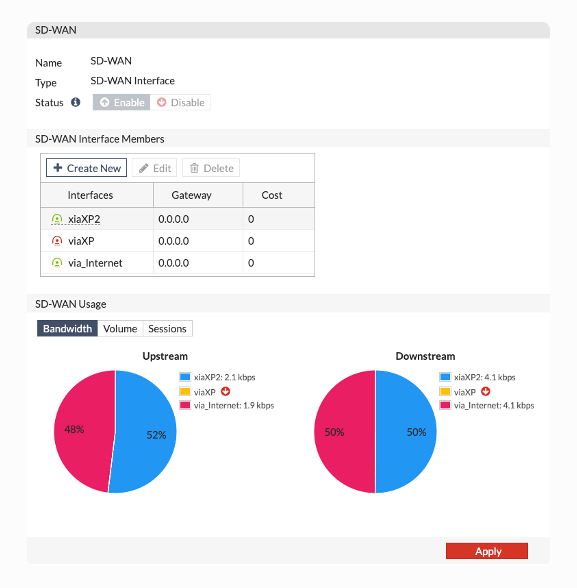 SD-WAN
Name SD-WAN
Type SD-WAN Interface
Status Enable Disable
SD-WAN Interface Members
Create New Edit Delete
Interfaces Gateway Cost
xiaXP2 0.0.0.0 0
viaXP 0.0.0.0 0
via_Internet 0.0.0.0 0
SD-WAN Usage
Bandwidth Volume Sessions
Upstream Downstream
xiaXP2: 2.1 kbps
viaXP
via_Internet: 1.9 kbps
48% 52%
xiaXP2: 4.1 kbps
viaXP
via_Internet: 4.1 kbps
50% 50%
Apply